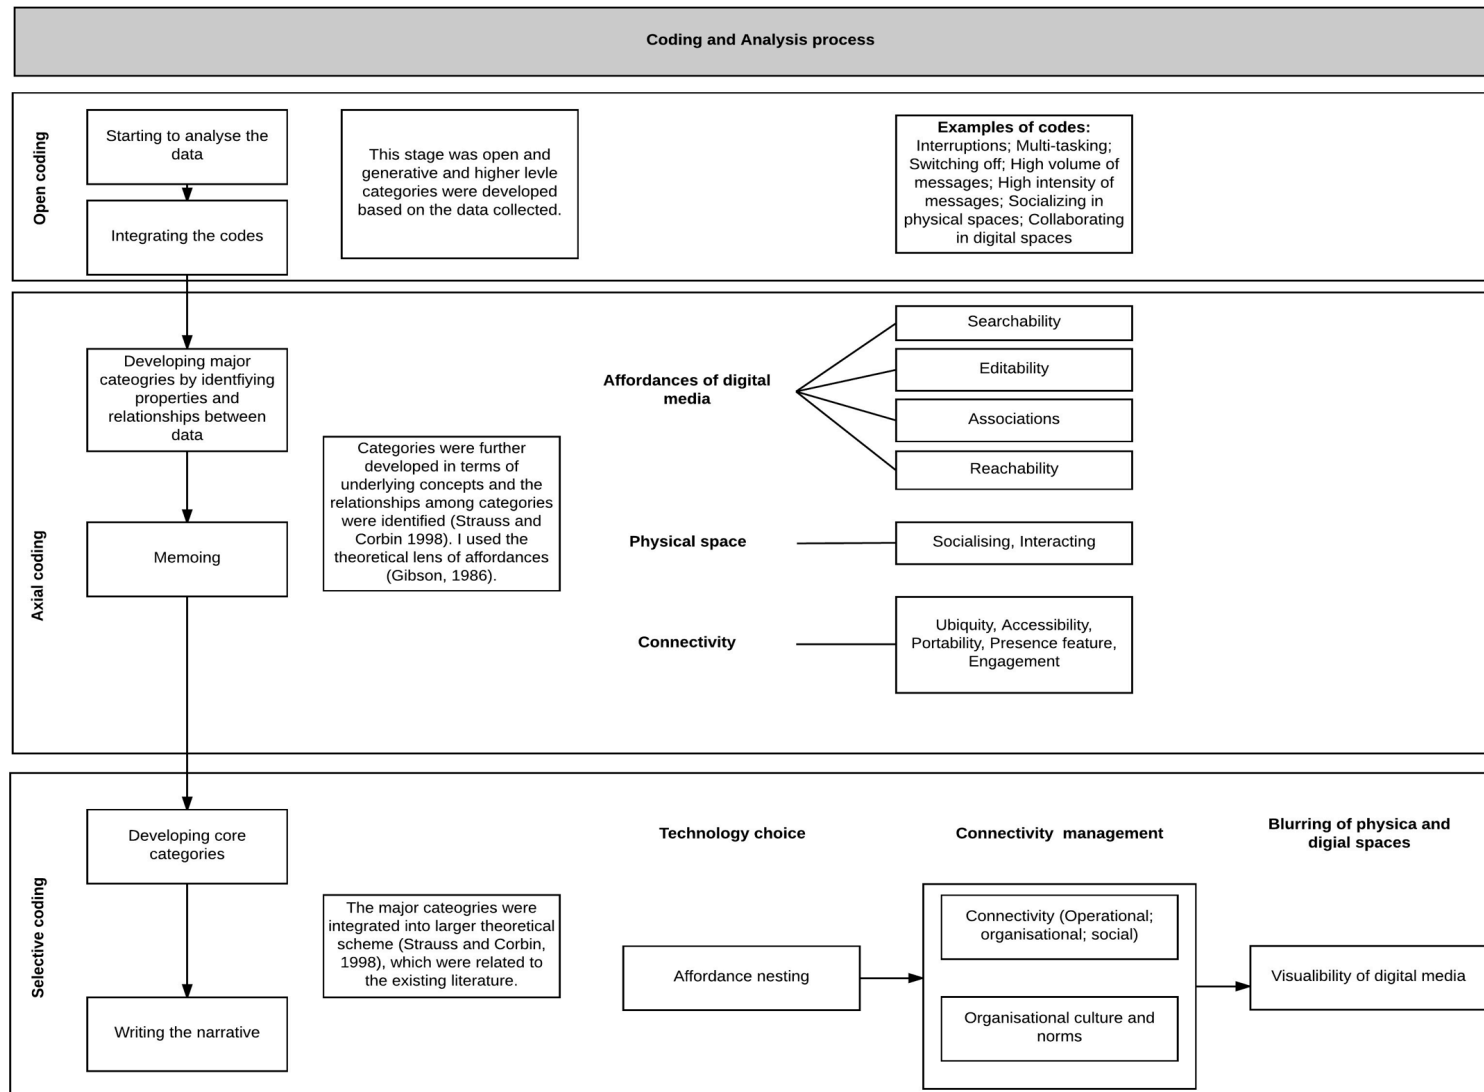 Coding and Analysis process
Open coding
Starting to analyse the
data
Integrating the codes
This stage was open and
generative and higher levle
categories were developed
based on the data collected.
Examples of codes:
Interruptions; Multi-tasking;
Switching off; High volume of
messages; High intensity of
messages; Socializing in
physical spaces; Collaborating
in digital spaces
Axial coding
Developing major
cateogries by identfiying
properties and
relationships between
data
Memoing
Categories were further
developed in terms of
underlying concepts and the
relationships among categories
were identified (Strauss and
Corbin 1998). I used the
theoretical lens of affordances
(Gibson, 1986).
Affordances of digital
media
Searchability
Editability
Associations
Reachability
Physical space
Socialising, Interacting
Connectivity
Ubiquity, Accessibility,
Portability, Presence feature,
Engagement
Selective coding
Developing core
categories
Writing the narrative
The major cateogries were
integrated into larger theoretical
scheme (Strauss and Corbin,
1998), which were related to
the existing literature.
Technology choice
Affordance nesting
Connectivity management
Connectivity (Operational;
organisational; social)
Organisational culture and
norms
Blurring of physica and
digial spaces
Visualibility of digital media